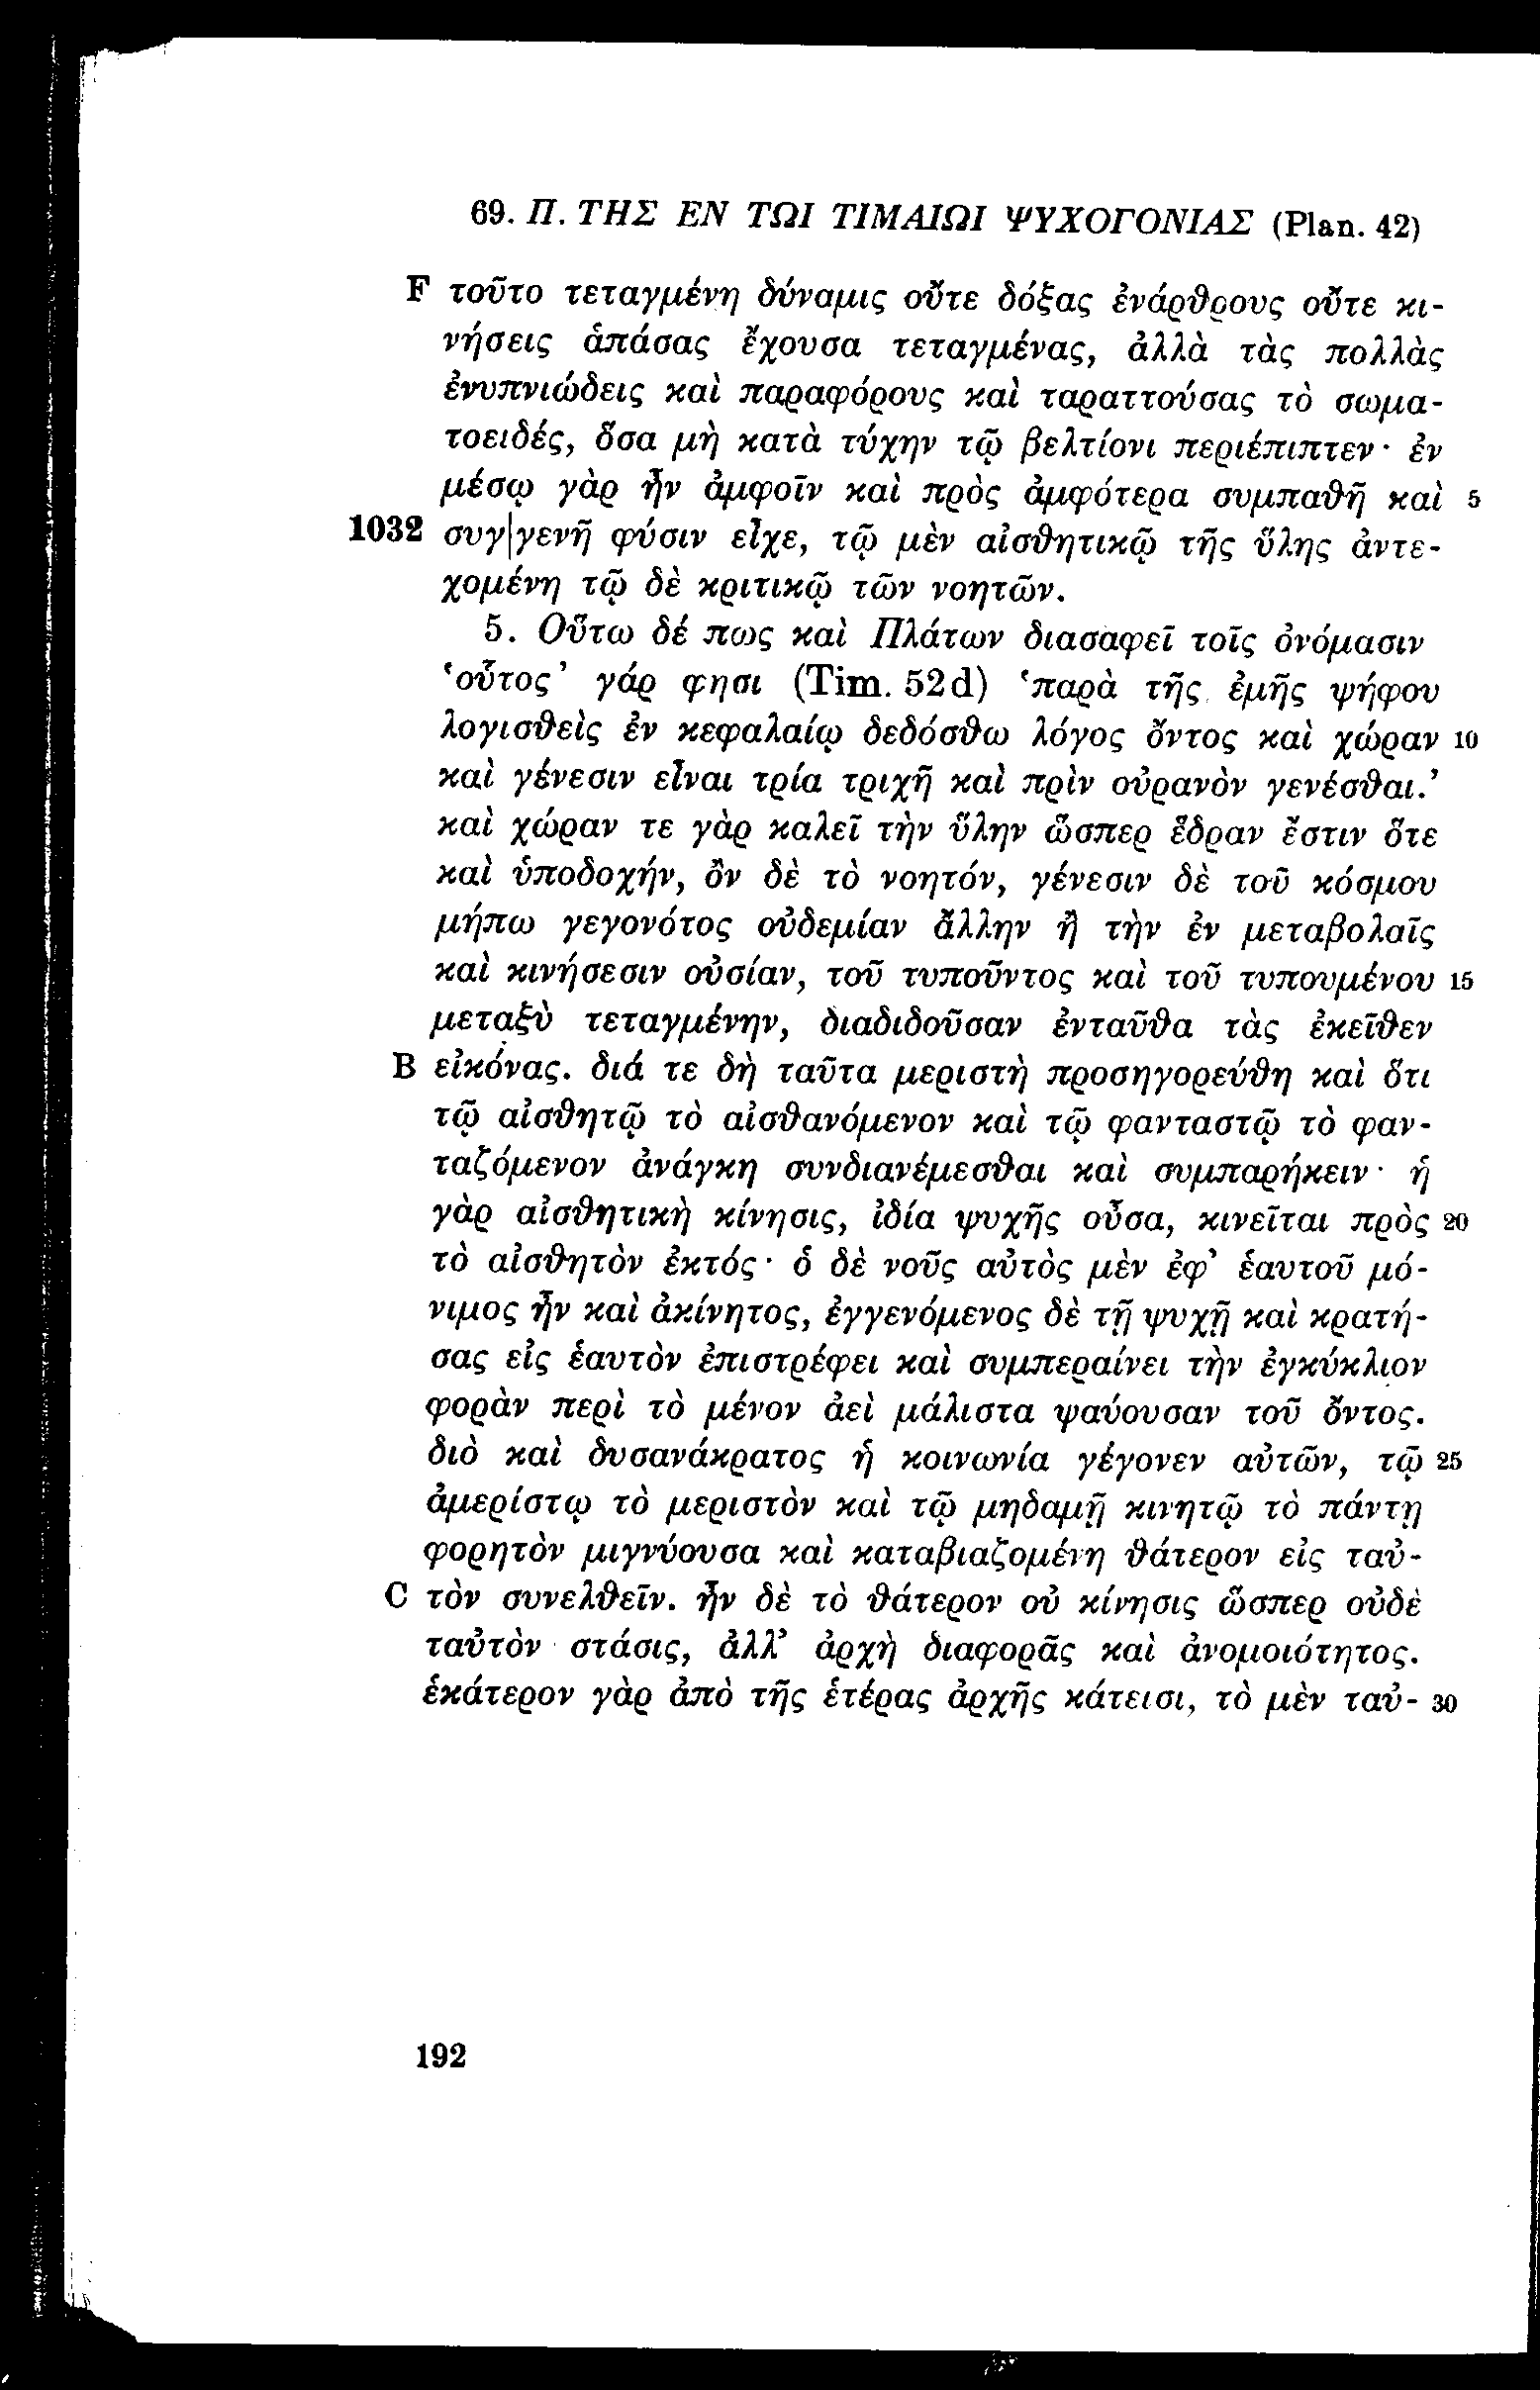 69. Π. ΤΗΣ ΕΝ ΤΩΙ ΤΙΜΑΙΩΙ ΨΥΧΟΓΟΝΙΑΣ (Plan. 42)
F τοῦτο τεταγμένη δύναμις οὔτε δόξας ἐνάρθρους οὔτε κι-
νήσεις ἁπάσας ἔχουσα τεταγμένας, ἀλλὰ τὰς πολλὰς
ἐνυπνιώδεις καὶ παραφόρους καὶ ταραττούσας τὸ σωμα-
τοειδές, ὅσα μὴ κατὰ τύχην τῷ βελτίονι περιέπιπτεν· ἐν
μέσῳ γὰρ ἦν ἀμφοῖν καὶ πρὸς ἀμφότερα συμπαθῆ καὶ 5
1032 συγ|γενῆ φύσιν εἶχε, τῷ μὲν αἰσθητικῷ τῆς ὕλης ἀντε-
χομένη τῷ δὲ κριτικῷ τῶν νοητῶν.
5. Οὕτω δέ πως καὶ Πλάτων διασαφεῖ τοῖς ὀνόμασιν
‘οὗτος’ γάρ φησι (Tim. 52d) ‘παρὰ τῆς ἐμῆς ψήφου
λογισθεὶς ἐν κεφαλαίῳ δεδόσθω λόγος ὄντος καὶ χώραν 10
καὶ γένεσιν εἶναι τρία τριχῆ καὶ πρὶν οὐρανὸν γενέσθαι.’
καὶ χώραν τε γὰρ καλεῖ τὴν ὕλην ὥσπερ ἕδραν ἔστιν ὅτε
καὶ ὑποδοχήν, ὂν δὲ τὸ νοητόν, γένεσιν δὲ τοῦ κόσμου
μήπω γεγονότος οὐδεμίαν ἄλλην ἢ τὴν ἐν μεταβολαῖς
καὶ κινήσεσιν οὐσίαν, τοῦ τυποῦντος καὶ τοῦ τυπουμένου 15
μεταξὺ τεταγμένην, διαδιδοῦσαν ἐνταῦθα τὰς ἐκεῖθεν
B εἰκόνας. διά τε δὴ ταῦτα μεριστὴ προσηγορεύθη καὶ ὅτι
τῷ αἰσθητῷ τὸ αἰσθανόμενον καὶ τῷ φανταστῷ τὸ φαν-
ταζόμενον ἀνάγκη συνδιανέμεσθαι καὶ συμπαρήκειν· ἡ
γὰρ αἰσθητικὴ κίνησις, ἰδία ψυχῆς οὖσα, κινεῖται πρὸς 20
τὸ αἰσθητὸν ἐκτός· ὁ δὲ νοῦς αὐτὸς μὲν ἐφ’ ἑαυτοῦ μό-
νιμος ἦν καὶ ἀκίνητος, ἐγγενόμενος δὲ τῇ ψυχῇ καὶ κρατή-
σας εἰς ἑαυτὸν ἐπιστρέφει καὶ συμπεραίνει τὴν ἐγκύκλιον
φορὰν περὶ τὸ μένον ἀεὶ μάλιστα ψαύουσαν τοῦ ὄντος.
διὸ καὶ δυσανάκρατος ἡ κοινωνία γέγονεν αὐτῶν, τῷ 25
ἀμερίστῳ τὸ μεριστὸν καὶ τῷ μηδαμῇ κινητῷ τὸ πάντῃ
φορητὸν μιγνύουσα καὶ καταβιαζομένη θάτερον εἰς ταὐ-
C τὸν συνελθεῖν. ἦν δὲ τὸ θάτερον οὐ κίνησις ὥσπερ οὐδὲ
ταὐτὸν στάσις, ἀλλ’ ἀρχὴ διαφορᾶς καὶ ἀνομοιότητος.
ἑκάτερον γὰρ ἀπὸ τῆς ἑτέρας ἀρχῆς κάτεισι, τὸ μὲν ταὐ- 30
192